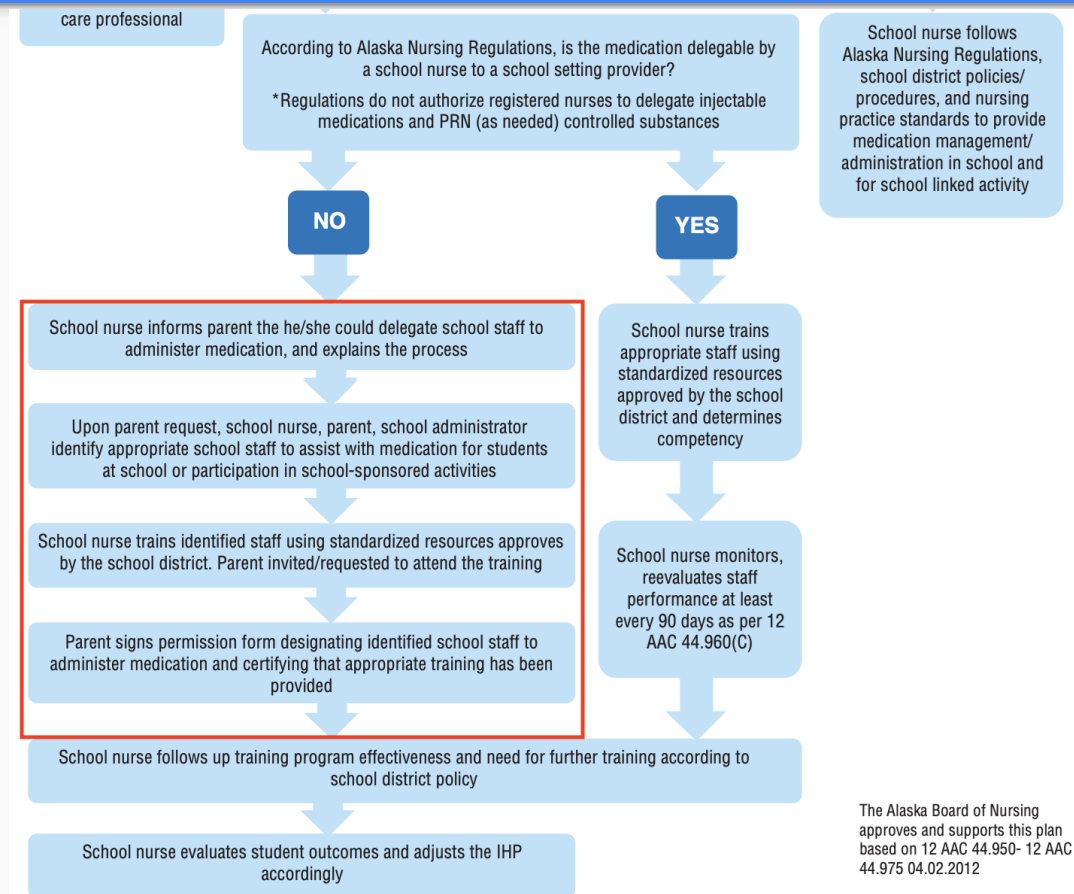 care professional
According to Alaska Nursing Regulations, is the medication delegable by
a school nurse to a school setting provider?
*Regulations do not authorize registered nurses to delegate injectable
medications and PRN (as needed) controlled substances
School nurse follows
Alaska Nursing Regulations,
school district policies/
procedures, and nursing
practice standards to provide
medication management/
administration in school and
for school linked activity
NO
YES
School nurse informs parent the he/she could delegate school staff to
administer medication, and explains the process
Upon parent request, school nurse, parent, school administrator
identify appropriate school staff to assist with medication for students
at school or participation in school-sponsored activities
School nurse trains identified staff using standardized resources approves
by the school district. Parent invited/requested to attend the training
Parent signs permission form designating identified school staff to
administer medication and certifying that appropriate training has been
provided
School nurse trains
appropriate staff using
standardized resources
approved by the school
district and determines
competency
School nurse monitors,
reevaluates staff
performance at least
every 90 days as per 12
AAC 44.960(C)
School nurse follows up training program effectiveness and need for further training according to
school district policy
School nurse evaluates student outcomes and adjusts the IHP
accordingly
The Alaska Board of Nursing
approves and supports this plan
based on 12 AAC 44.950- 12 AAC
44.975 04.02.2012